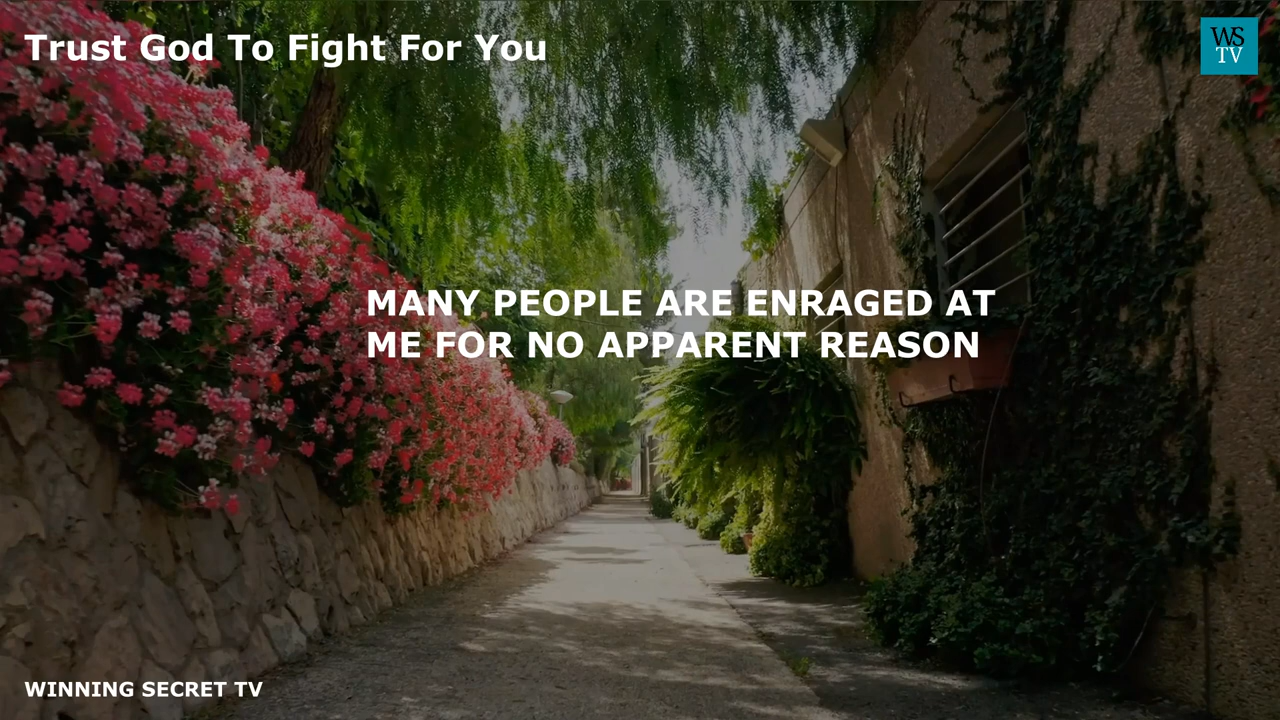 Trust God To Fight For You
WS
TV
MANY PEOPLE ARE ENRAGED AT
ME FOR NO APPARENT REASON
WINNING SECRET TV